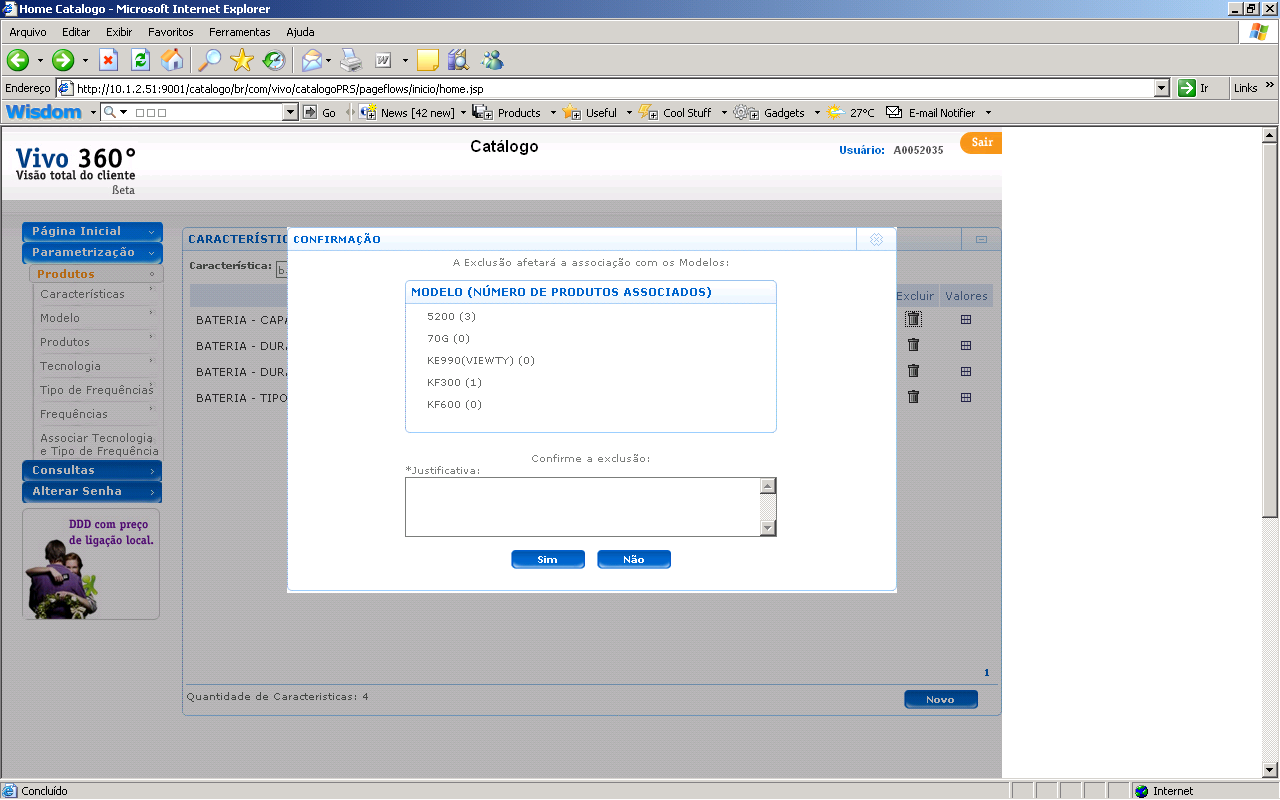 Home Catalogo - Microsoft Internet Explorer
Arquivo Editar Exibir Favoritos Ferramentas Ajuda
Endereço http://10.1.2.51:9001/catalogo/br/com/vivo/catalogoPRS/pageflows/inicio/home.jsp Ir Links »
Wisdom Go News [42 new] Products Useful Cool Stuff Gadgets 27°C E-mail Notifier
Vivo 360°
Visão total do cliente
ßeta
Catálogo
Usuário: A0052035
Sair
Página Inicial
Parametrização
Produtos
Características
Modelo
Produtos
Tecnologia
Tipo de Frequências
Frequências
Associar Tecnologia
e Tipo de Frequência
Consultas
Alterar Senha
DDD com preço
de ligação local.
CARACTERÍSTIC
Característica: b
Excluir Valores
BATERIA - CAPA
BATERIA - DURA
BATERIA - DURA
BATERIA - TIPO
CONFIRMAÇÃO
A Exclusão afetará a associação com os Modelos:
MODELO (NÚMERO DE PRODUTOS ASSOCIADOS)
5200 (3)
70G (0)
KE990(VIEWTY) (0)
KF300 (1)
KF600 (0)
Confirme a exclusão:
*Justificativa:
Sim Não
1
Quantidade de Caracteristicas: 4
Novo
Concluído Internet